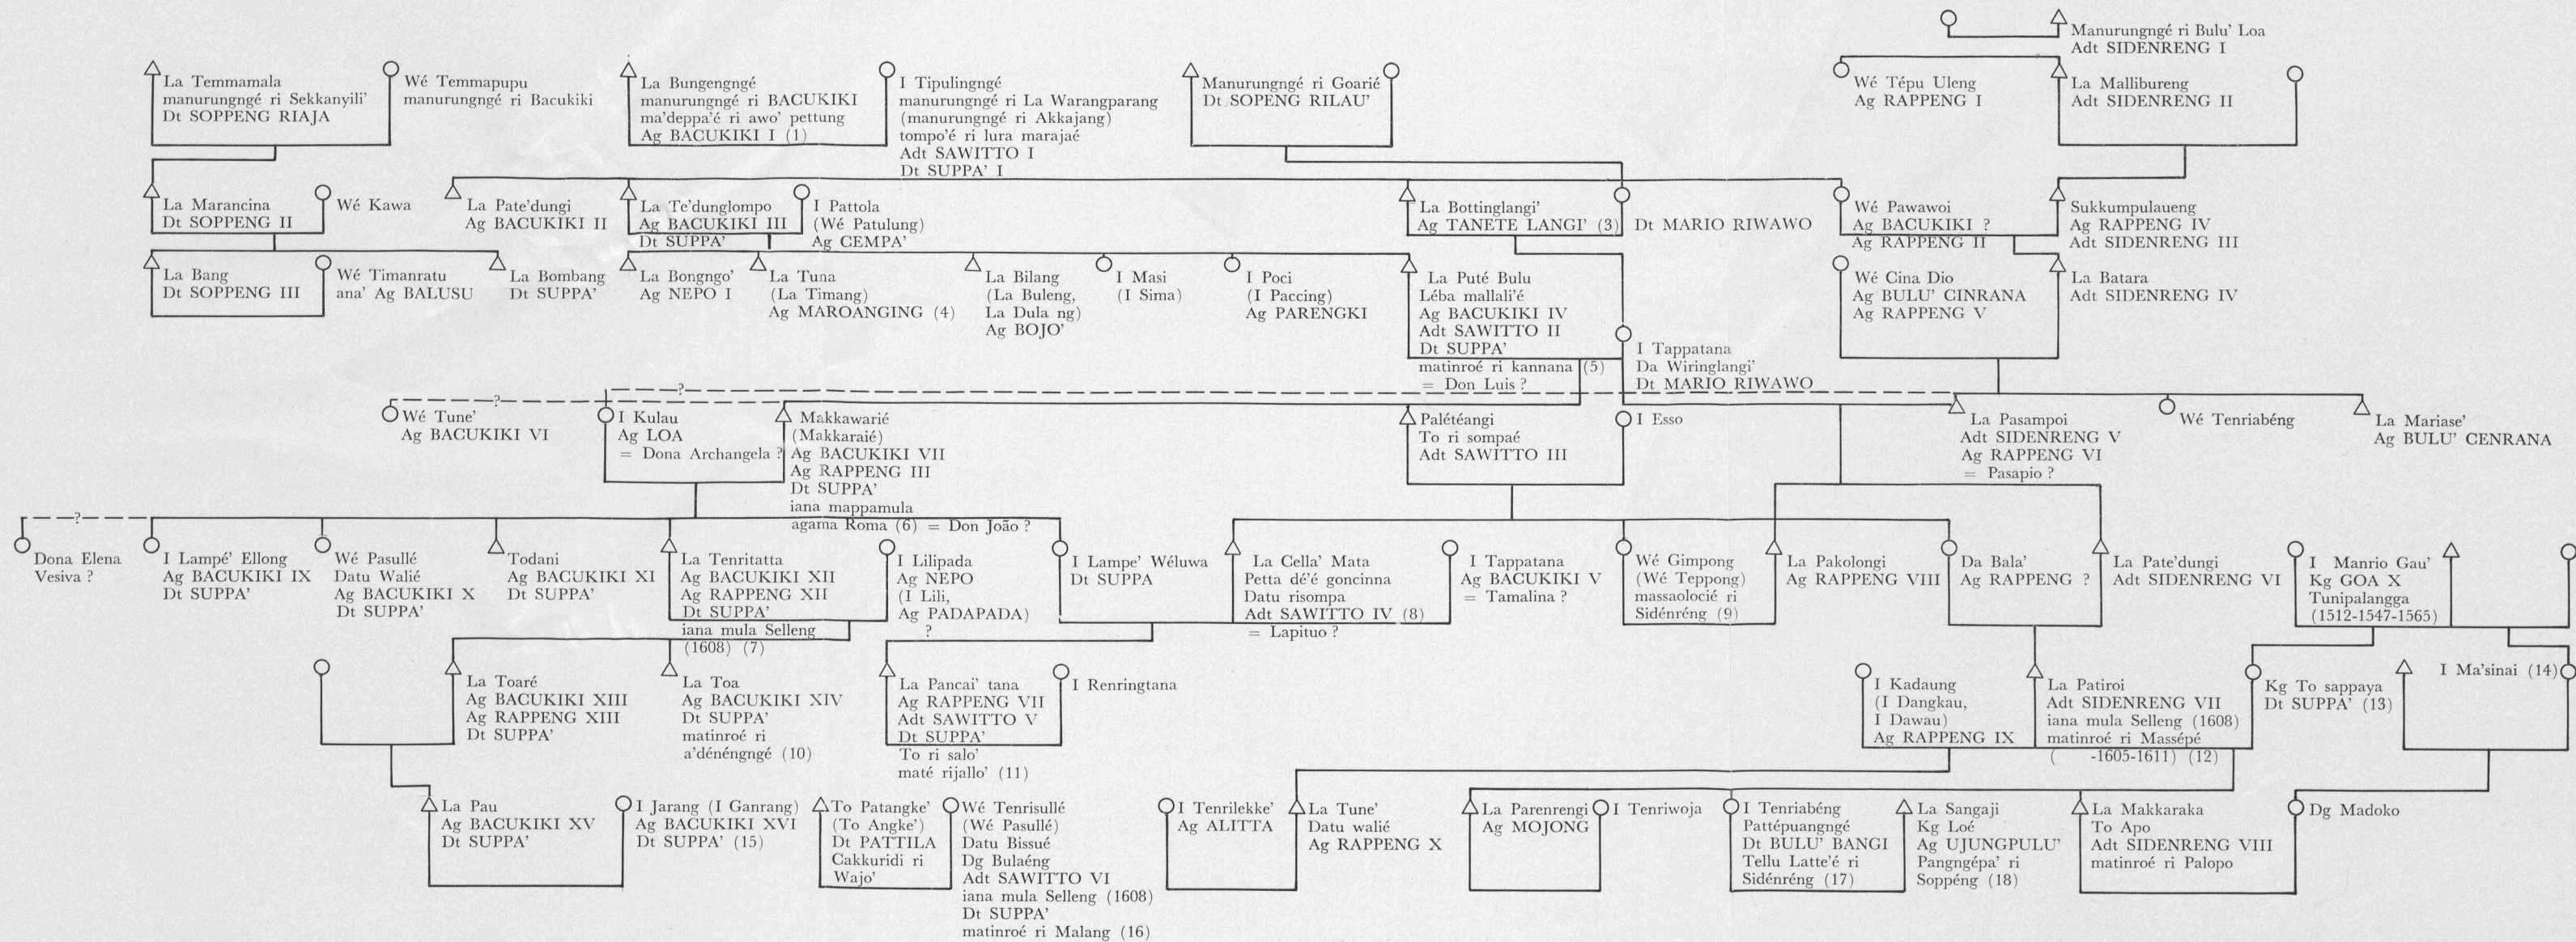 Manurungngé ri Bulu' Loa
Adt SIDENRENG I
La Temmamala
manurungngé ri Sekkanyili'
Dt SOPPENG RIAJA
Wé Temmapupu
manurungngé ri Bacukiki
La Bungengngé
manurungngé ri BACUKIKI
ma'deppa'é ri awo' pettung
Ag BACUKIKI I (1)
I Tipulingngé
manurungngé ri La Warangparang
(manurungngé ri Akkajang)
tompo'é ri lura marajaé
Adt SAWITTO I
Dt SUPPA' I
Manurungngé ri Goarié
Dt SOPENG RILAU'
Wé Tépu Uleng
Ag RAPPENG I
La Mallibureng
Adt SIDENRENG II
La Marancina
Dt SOPPENG II
Wé Kawa
La Pate'dungi
Ag BACUKIKI II
La Te'dunglompo
Ag BACUKIKI III
Dt SUPPA'
I Pattola
(Wé Patulung)
Ag CEMPA'
La Bottinglangi'
Ag TANETE LANGI' (3)
Dt MARIO RIWAWO
Wé Pawawoi
Ag BACUKIKI ?
Ag RAPPENG II
Sukkumpulaueng
Ag RAPPENG IV
Adt SIDENRENG III
La Bang
Dt SOPPENG III
Wé Timanratu
ana' Ag BALUSU
La Bombang
Dt SUPPA'
La Bongngo'
Ag NEPO I
La Tuna
(La Timang)
Ag MAROANGING (4)
La Bilang
(La Buleng,
La Dula ng)
Ag BOJO'
I Masi
(I Sima)
I Poci
(I Paccing)
Ag PARENGKI
La Puté Bulu
Léba mallali'é
Ag BACUKIKI IV
Adt SAWITTO II
Dt SUPPA'
matinroé ri kannana (5)
= Don Luis ?
I Tappatana
Da Wiringlangi'
Dt MARIO RIWAWO
Wé Cina Dio
Ag BULU' CINRANA
Ag RAPPENG V
La Batara
Adt SIDENRENG IV
?
?
Wé Tune'
Ag BACUKIKI VI
I Kulau
Ag LOA
= Dona Archangela ?
Makkawarié
(Makkaraié)
Ag BACUKIKI VII
Ag RAPPENG III
Dt SUPPA'
iana mappamula
agama Roma (6) = Don João ?
Palétéangi
To ri sompaé
Adt SAWITTO III
I Esso
La Pasampoi
Adt SIDENRENG V
Ag RAPPENG VI
= Pasapio ?
Wé Tenriabéng
La Mariase'
Ag BULU' CENRANA
?
Dona Elena
Vesiva ?
I Lampé' Ellong
Ag BACUKIKI IX
Dt SUPPA'
Wé Pasullé
Datu Walié
Ag BACUKIKI X
Dt SUPPA'
Todani
Ag BACUKIKI XI
Dt SUPPA'
La Tenritatta
Ag BACUKIKI XII
Ag RAPPENG XII
Dt SUPPA'
iana mula Selleng
(1608) (7)
I Lilipada
Ag NEPO
(I Lili,
Ag PADAPADA)
?
I Lampe' Wéluwa
Dt SUPPA
La Cella' Mata
Petta dé'é goncinna
Datu risompa
Adt SAWITTO IV (8)
= Lapituo ?
I Tappatana
Ag BACUKIKI V
= Tamalina ?
Wé Gimpong
(Wé Teppong)
massaolocié ri
Sidénréng (9)
La Pakolongi
Ag RAPPENG VIII
Da Bala'
Ag RAPPENG ?
La Pate'dungi
Adt SIDENRENG VI
I Manrio Gau'
Kg GOA X
Tunipalangga
(1512-1547-1565)
La Toaré
Ag BACUKIKI XIII
Ag RAPPENG XIII
Dt SUPPA'
La Toa
Ag BACUKIKI XIV
Dt SUPPA'
matinroé ri
a'dénéngngé (10)
La Pancai' tana
Ag RAPPENG VII
Adt SAWITTO V
Dt SUPPA'
To ri salo'
maté rijallo' (11)
I Renringtana
I Kadaung
(I Dangkau,
I Dawau)
Ag RAPPENG IX
La Patiroi
Adt SIDENRENG VII
iana mula Selleng (1608)
matinroé ri Massépé
( -1605-1611) (12)
Kg To sappaya
Dt SUPPA' (13)
I Ma'sinai (14)
La Pau
Ag BACUKIKI XV
Dt SUPPA'
I Jarang (I Ganrang)
Ag BACUKIKI XVI
Dt SUPPA' (15)
To Patangke'
(To Angke')
Dt PATTILA
Cakkuridi ri
Wajo'
Wé Tenrisullé
(Wé Pasullé)
Datu Bissué
Dg Bulaéng
Adt SAWITTO VI
iana mula Selleng (1608)
Dt SUPPA'
matinroé ri Malang (16)
I Tenrilekke'
Ag ALITTA
La Tune'
Datu walié
Ag RAPPENG X
La Parenrengi
Ag MOJONG
I Tenriwoja
I Tenriabéng
Pattépuangngé
Dt BULU' BANGI
Tellu Latte'é ri
Sidénréng (17)
La Sangaji
Kg Loé
Ag UJUNGPULU'
Pangngépa' ri
Soppéng (18)
La Makkaraka
To Apo
Adt SIDENRENG VIII
matinroé ri Palopo
Dg Madoko